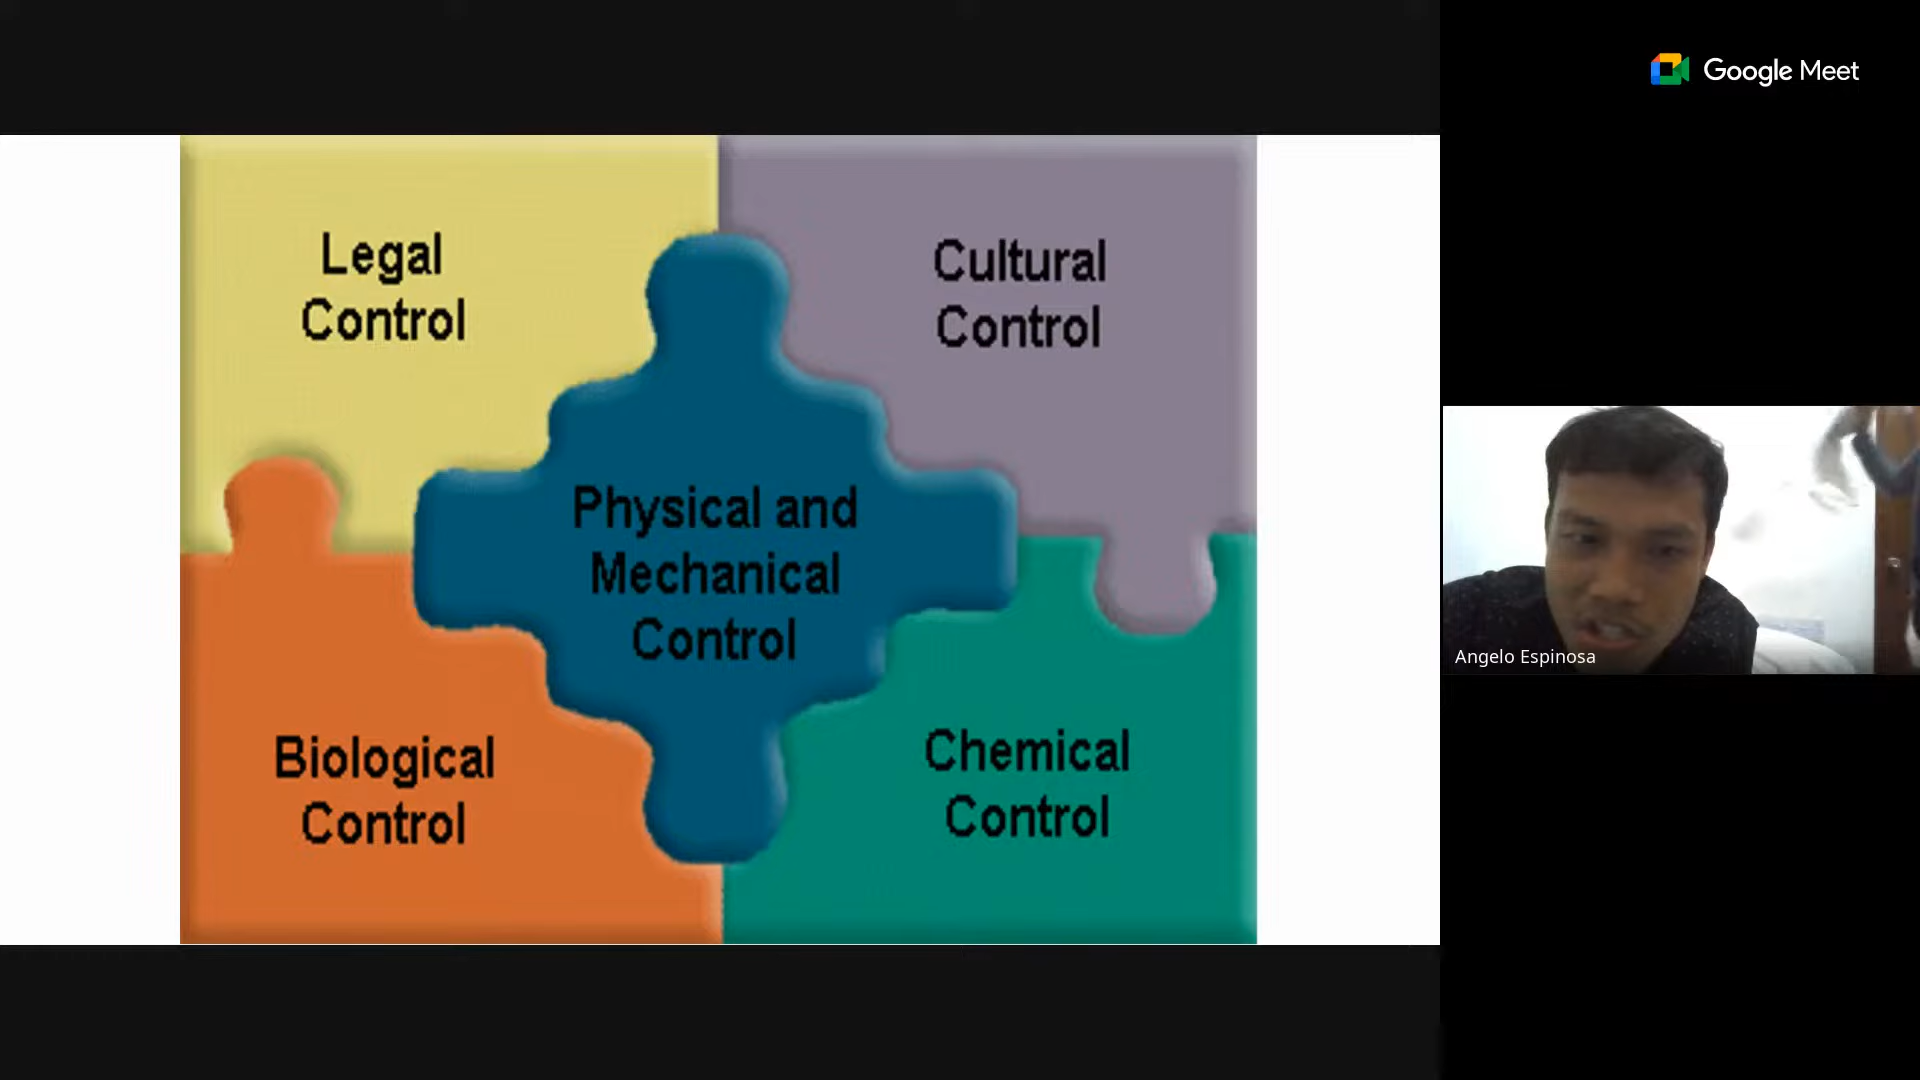 Google Meet
Legal
Control
Cultural
Control
Physical and
Mechanical
Control
Biological
Control
Chemical
Control
Angelo Espinosa